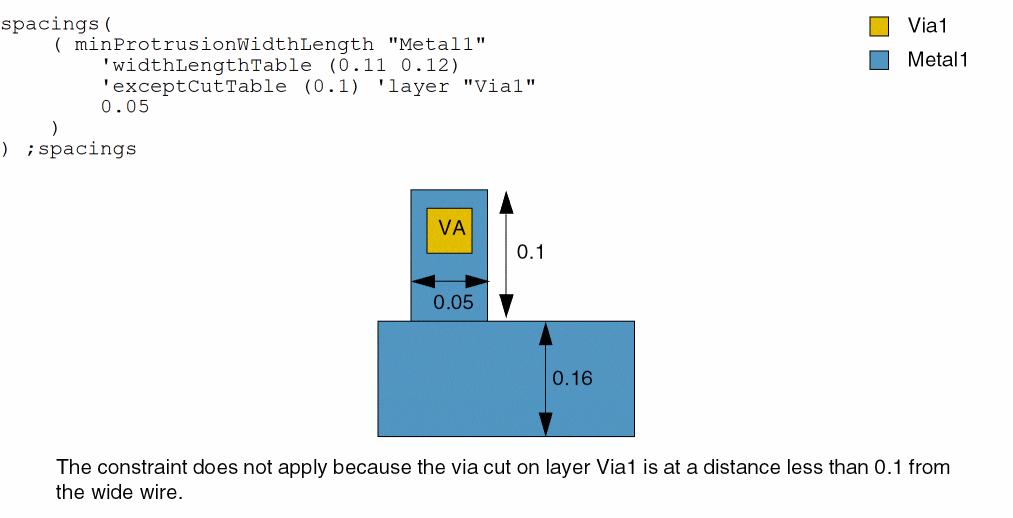 spacings(
( minProtrusionWidthLength "Metal1"
'widthLengthTable (0.11 0.12)
'exceptCutTable (0.1) 'layer "Via1"
0.05
)
) ;spacings
Via1
Metal1
VA
0.1
0.05
0.16
The constraint does not apply because the via cut on layer Via1 is at a distance less than 0.1 from
the wide wire.